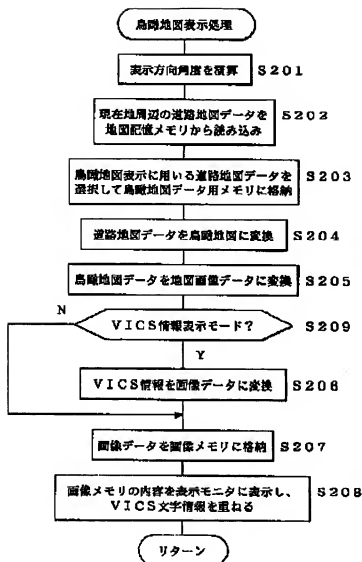 鳥瞰地図表示処理
表示方向角度を演算 S201
現在地周辺の道路地図データを S202
地図記憶メモリから読み込み
鳥瞰地図表示に用いる道路地図データを S203
選択して鳥瞰地図データ用メモリに格納
道路地図データを鳥瞰地図に変換 S204
鳥瞰地図データを地図画像データに変換 S205
N
VICS情報表示モード? S209
Y
VICS情報を画像データに変換 S206
画像データを画像メモリに格納 S207
画像メモリの内容を表示モニタに表示し、 S208
VICS文字情報を重ねる
リターン